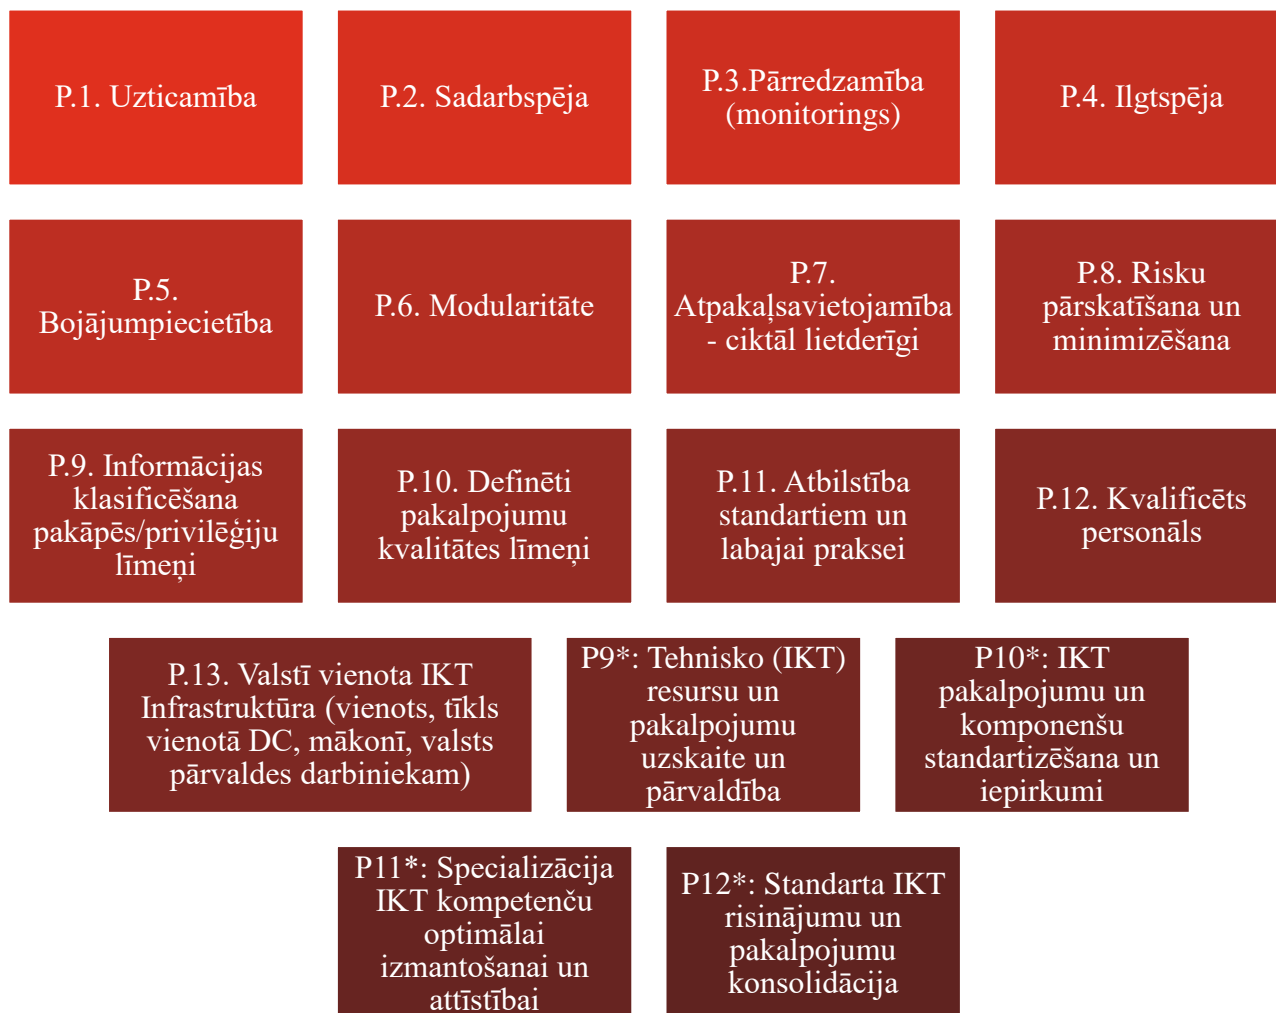 P.1. Uzticamība
P.2. Sadarbspēja
P.3.Pārredzamība
(monitorings)
P.4. Ilgtspēja
P.5.
Bojājumpiecietība
P.6. Modularitāte
P.7.
Atpakaļsavietojamība
- ciktāl lietderīgi
P.8. Risku
pārskatīšana un
minimizēšana
P.9. Informācijas
klasificēšana
pakāpēs/privilēģiju
līmeņi
P.10. Definēti
pakalpojumu
kvalitātes līmeņi
P.11. Atbilstība
standartiem un
labajai praksei
P.12. Kvalificēts
personāls
P.13. Valstī vienota IKT
Infrastruktūra (vienots, tīkls
vienotā DC, mākonī, valsts
pārvaldes darbiniekam)
P9*: Tehnisko (IKT)
resursu un
pakalpojumu
uzskaite un
pārvaldība
P10*: IKT
pakalpojumu un
komponenšu
standartizēšana un
iepirkumi
P11*: Specializācija
IKT kompetenču
optimālai
izmantošanai un
attīstībai
P12*: Standarta IKT
risinājumu un
pakalpojumu
konsolidācija